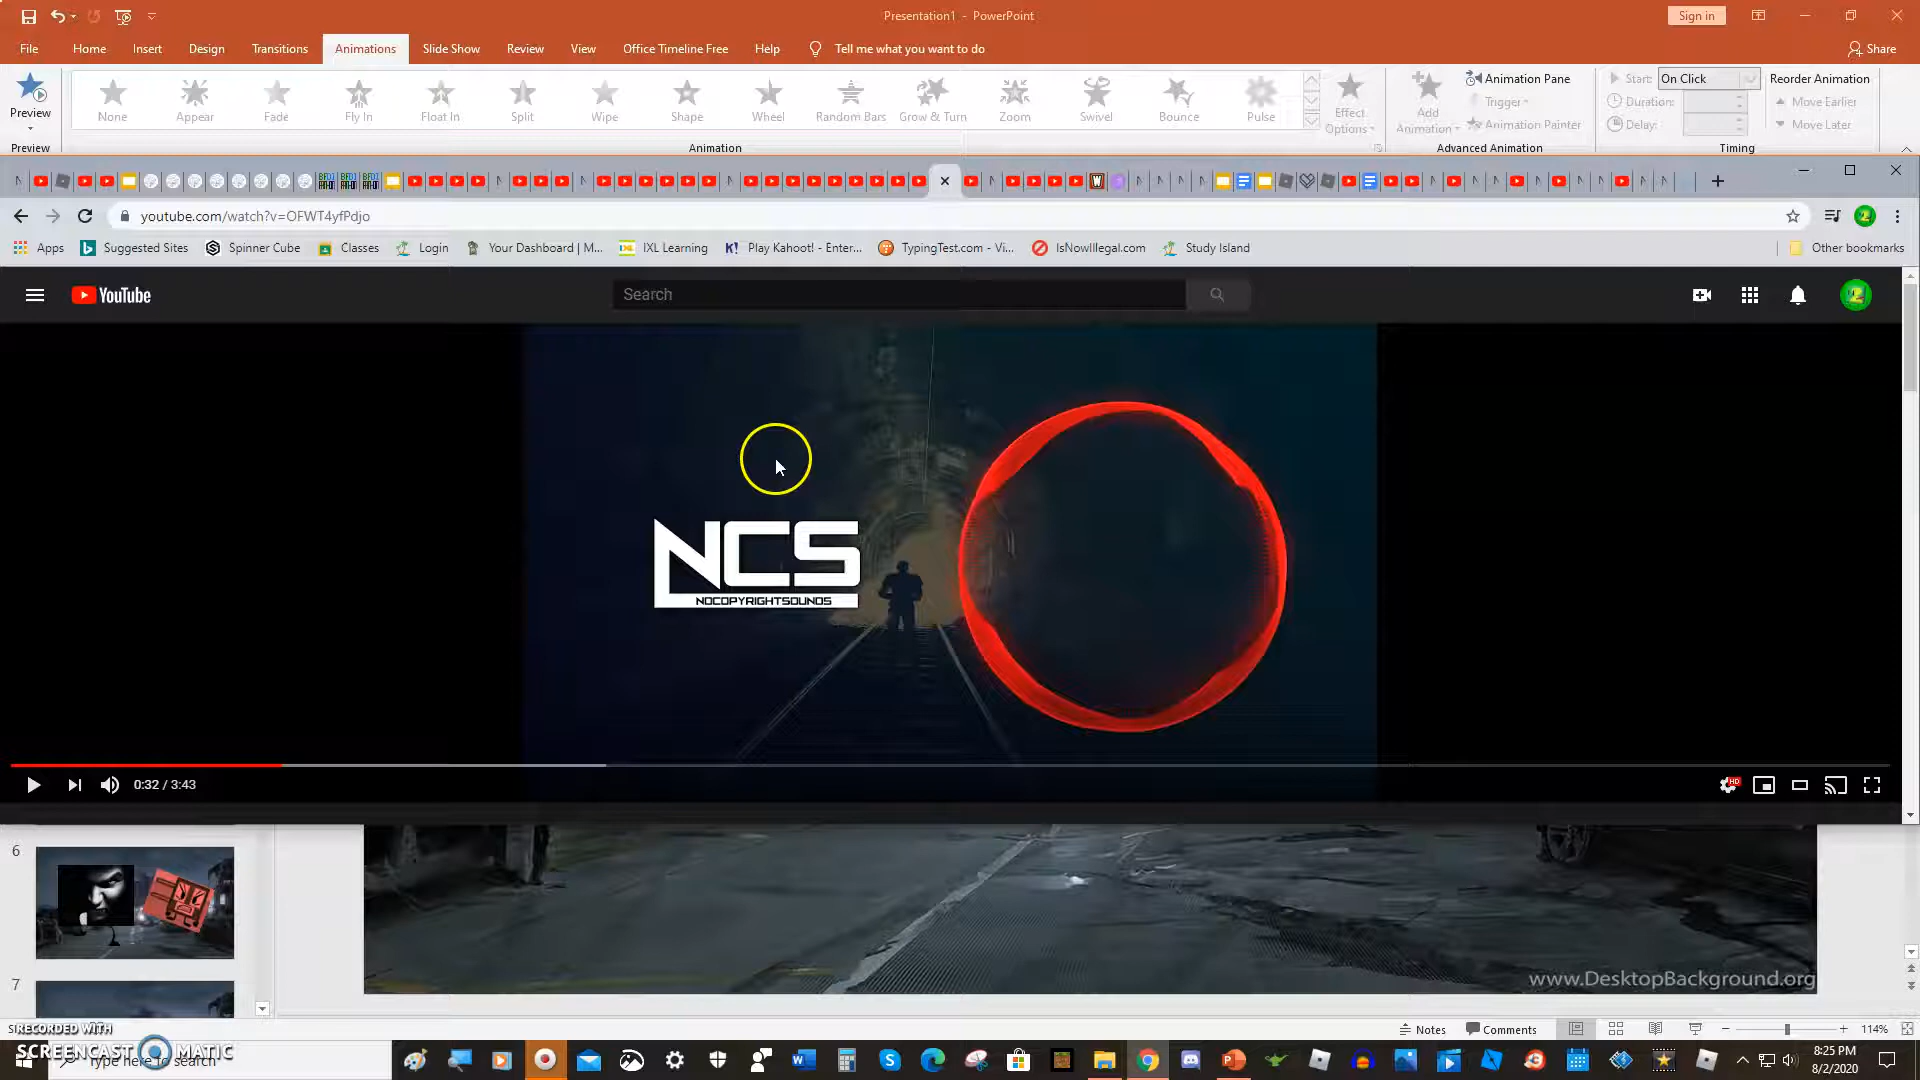 Presentation1 - PowerPoint
Sign in
File Home Insert Design Transitions Animations Slide Show Review View Office Timeline Free Help Tell me what you want to do Share
Preview
None Appear Fade Fly In Float In Split Wipe Shape Wheel Random Bars Grow & Turn Zoom Swivel Bounce Pulse
Effect Options
Add Animation
Animation Pane
Trigger
Animation Painter
Start: On Click
Duration:
Delay:
Reorder Animation
Move Earlier
Move Later
Preview Animation Advanced Animation Timing
youtube.com/watch?v=OFWT4yfPdjo
Apps Suggested Sites Spinner Cube Classes Login Your Dashboard | M... IXL Learning Play Kahoot! - Enter... TypingTest.com - Vi... IsNowIllegal.com Study Island Other bookmarks
YouTube
Search
NCS
NOCOPYRIGHTSOUNDS
0:32 / 3:43
HD
6
7
www.DesktopBackground.org
Notes Comments 114%
RECORDED WITH
SCREENCAST MATIC
Type here to search
8:25 PM
8/2/2020